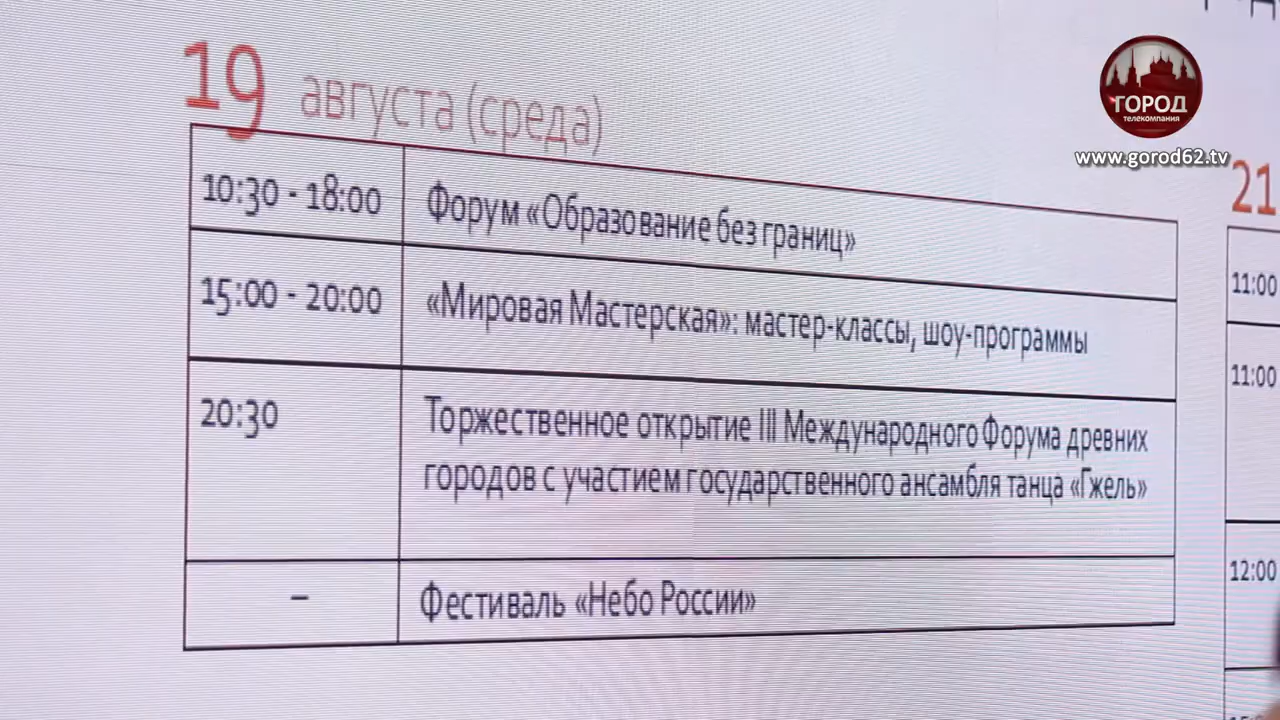 ГОРОД
телекомпания
www.gorod62.tv
19 августа (среда)
10:30 - 18:00 Форум «Образование без границ»
15:00 - 20:00 «Мировая Мастерская»: мастер-классы, шоу-программы
20:30 Торжественное открытие III Международного Форума древних
городов с участием государственного ансамбля танца «Гжель»
– Фестиваль «Небо России»
21
11:00
11:00
12:00